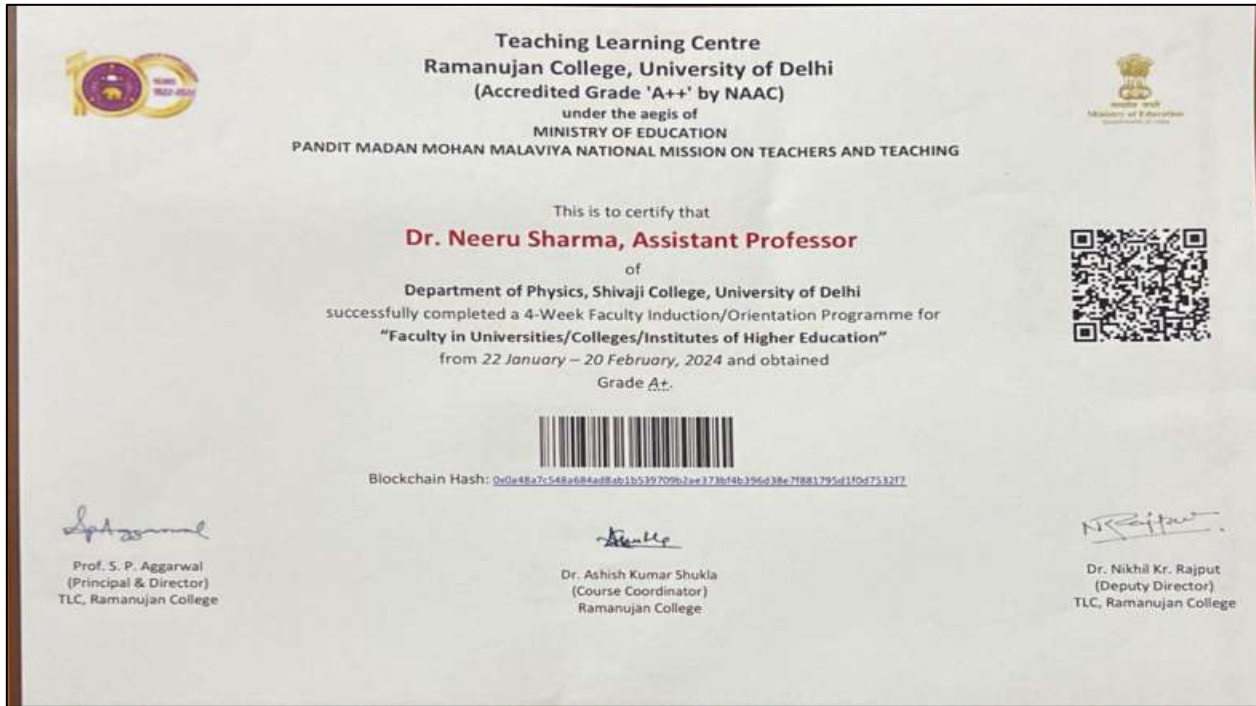 Teaching Learning Centre
Ramanujan College, University of Delhi
(Accredited Grade 'A++' by NAAC)
under the aegis of
MINISTRY OF EDUCATION
PANDIT MADAN MOHAN MALAVIYA NATIONAL MISSION ON TEACHERS AND TEACHING
Ministry of Education
This is to certify that
Dr. Neeru Sharma, Assistant Professor
of
Department of Physics, Shivaji College, University of Delhi
successfully completed a 4-Week Faculty Induction/Orientation Programme for
“Faculty in Universities/Colleges/Institutes of Higher Education”
from 22 January – 20 February, 2024 and obtained
Grade A+.
Blockchain Hash:
Prof. S. P. Aggarwal
(Principal & Director)
TLC, Ramanujan College
Dr. Ashish Kumar Shukla
(Course Coordinator)
Ramanujan College
NKRajput
Dr. Nikhil Kr. Rajput
(Deputy Director)
TLC, Ramanujan College